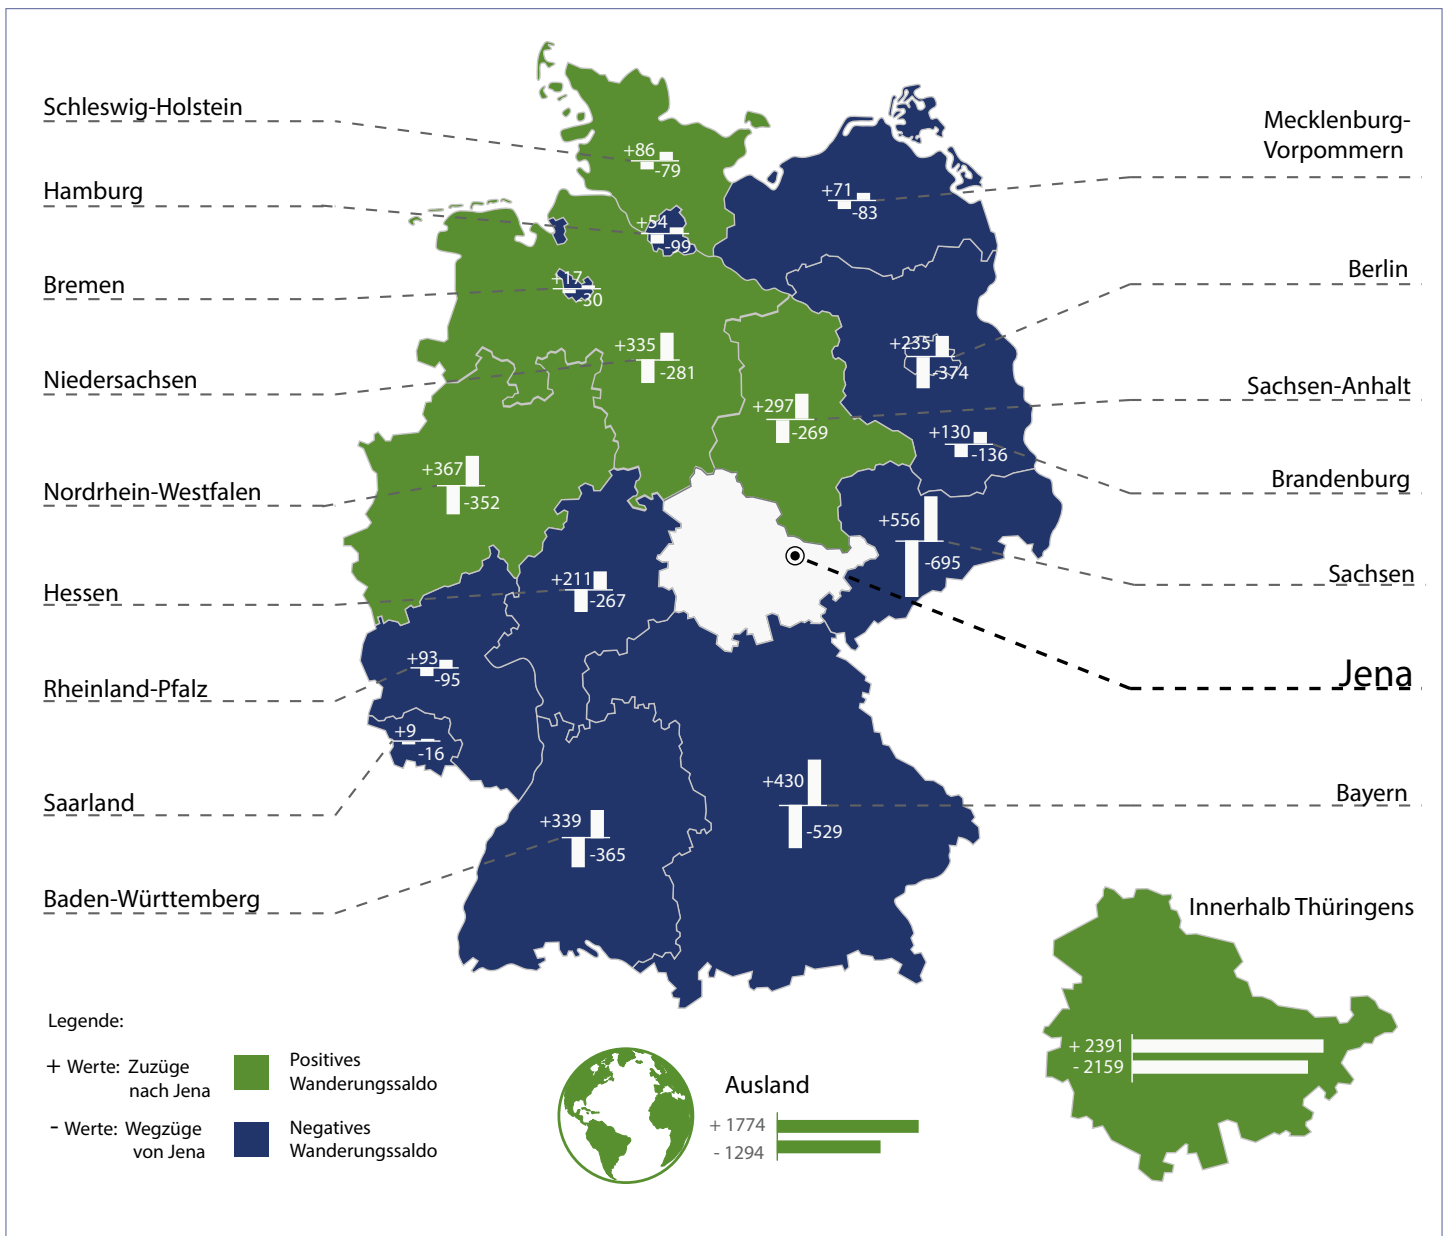 Schleswig-Holstein
+86
-79
Mecklenburg-
Vorpommern
+71
-83
Hamburg
+54
-99
Bremen
+17
-30
Berlin
+235
-374
Niedersachsen
+335
-281
Sachsen-Anhalt
+297
-269
Nordrhein-Westfalen
+367
-352
Brandenburg
+130
-136
Hessen
+211
-267
Sachsen
+556
-695
Rheinland-Pfalz
+93
-95
Jena
Saarland
+9
-16
Bayern
+430
-529
Baden-Württemberg
+339
-365
Innerhalb Thüringens
+ 2391
- 2159
Legende:
+ Werte: Zuzüge
nach Jena
Positives
Wanderungssaldo
- Werte: Wegzüge
von Jena
Negatives
Wanderungssaldo
Ausland
+ 1774
- 1294